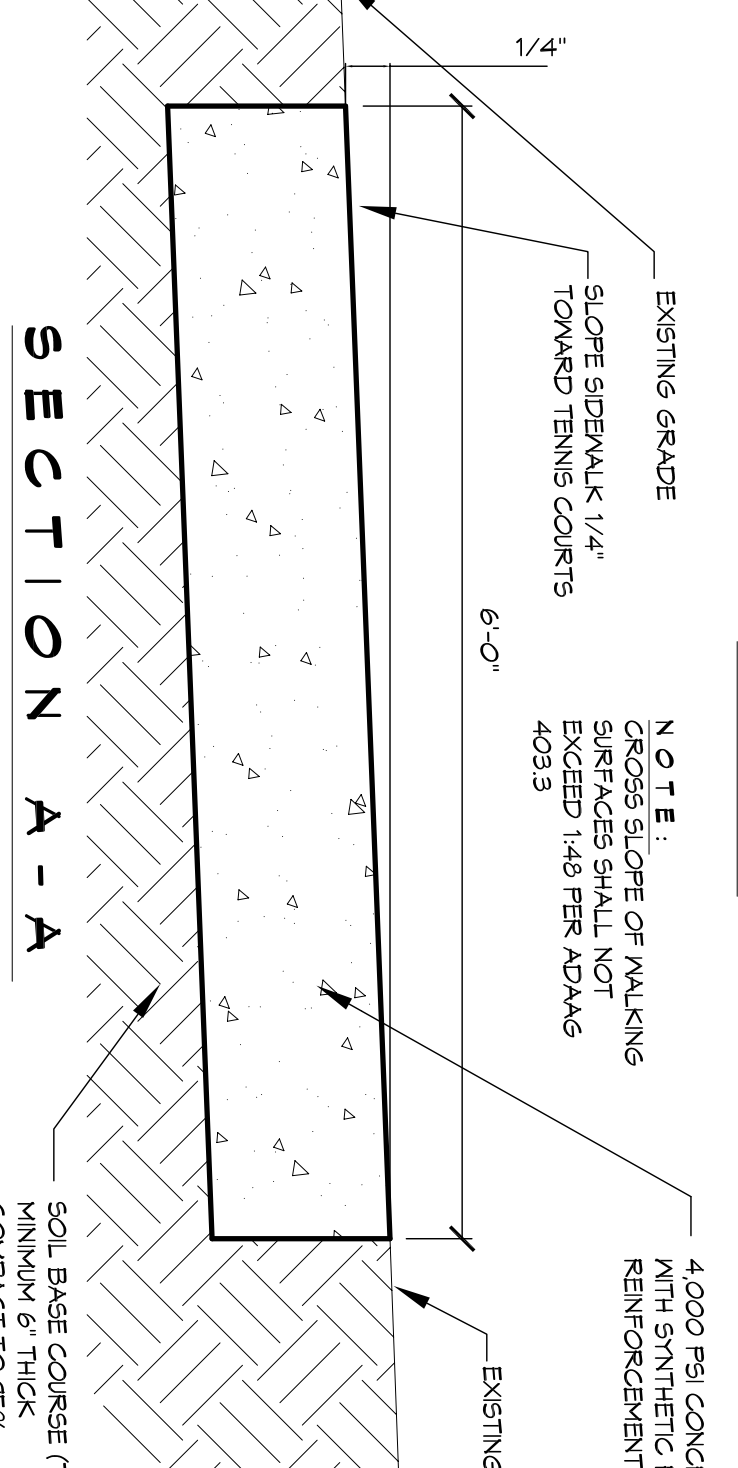 1/4"
EXISTING GRADE
SLOPE SIDEWALK 1/4"
TOWARD TENNIS COURTS
6'-0"
NOTE:
CROSS SLOPE OF WALKING
SURFACES SHALL NOT
EXCEED 1:48 PER ADAAG
403.3
4,000 PSI
WITH SYNTHETIC
REINFORCEMENT
EXISTING
SOIL BASE COURSE
MINIMUM 6" THICK
SECTION A-A